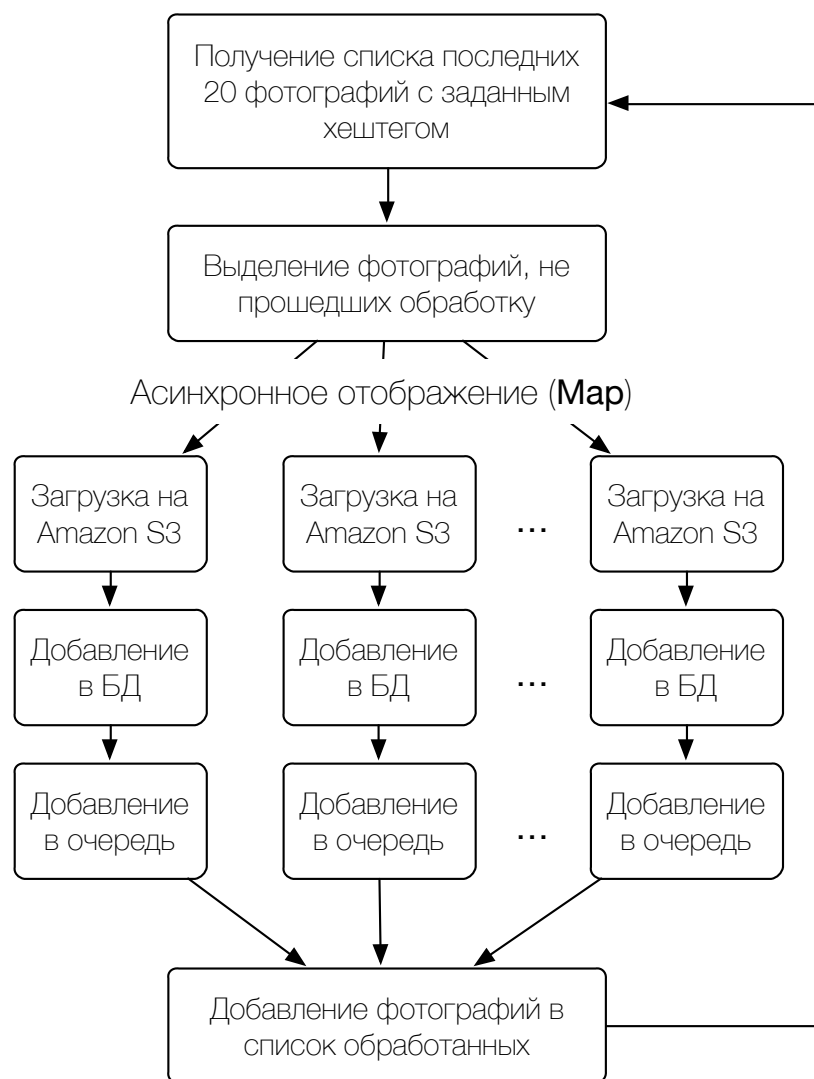 Получение списка последних
20 фотографий с заданным
хештегом
Выделение фотографий, не
прошедших обработку
Асинхронное отображение (Map)
Загрузка на
Amazon S3
Загрузка на
Amazon S3
...
Загрузка на
Amazon S3
Добавление
в БД
Добавление
в БД
...
Добавление
в БД
Добавление
в очередь
Добавление
в очередь
...
Добавление
в очередь
Добавление фотографий в
список обработанных